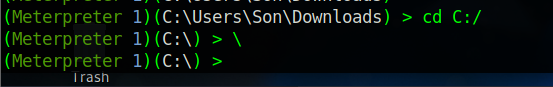 (Meterpreter 1)(C:\Users\Son\Downloads) > cd C:/
(Meterpreter 1)(C:\) > \
(Meterpreter 1)(C:\) >
Trash